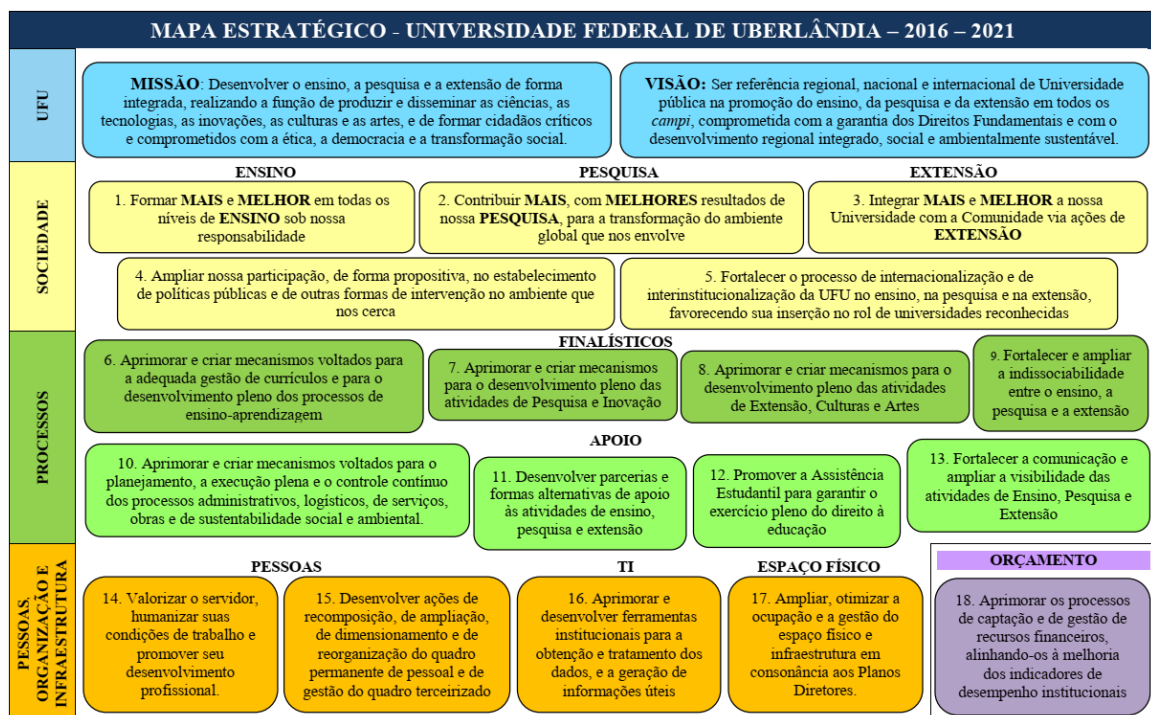 MAPA ESTRATÉGICO - UNIVERSIDADE FEDERAL DE UBERLÂNDIA – 2016 – 2021
UFU
MISSÃO: Desenvolver o ensino, a pesquisa e a extensão de forma
integrada, realizando a função de produzir e disseminar as ciências, as
tecnologias, as inovações, as culturas e as artes, e de formar cidadãos críticos
e comprometidos com a ética, a democracia e a transformação social.
VISÃO: Ser referência regional, nacional e internacional de Universidade
pública na promoção do ensino, da pesquisa e da extensão em todos os
campi, comprometida com a garantia dos Direitos Fundamentais e com o
desenvolvimento regional integrado, social e ambientalmente sustentável.
SOCIEDADE
ENSINO
1. Formar MAIS e MELHOR em todas os
níveis de ENSINO sob nossa
responsabilidade
PESQUISA
2. Contribuir MAIS, com MELHORES resultados de
nossa PESQUISA, para a transformação do ambiente
global que nos envolve
EXTENSÃO
3. Integrar MAIS e MELHOR a nossa
Universidade com a Comunidade via ações de
EXTENSÃO
4. Ampliar nossa participação, de forma propositiva, no estabelecimento
de políticas públicas e de outras formas de intervenção no ambiente que
nos cerca
5. Fortalecer o processo de internacionalização e de
interinstitucionalização da UFU no ensino, na pesquisa e na extensão,
favorecendo sua inserção no rol de universidades reconhecidas
PROCESSOS
FINALÍSTICOS
6. Aprimorar e criar mecanismos voltados para
a adequada gestão de currículos e para o
desenvolvimento pleno dos processos de
ensino-aprendizagem
7. Aprimorar e criar mecanismos
para o desenvolvimento pleno das
atividades de Pesquisa e Inovação
8. Aprimorar e criar mecanismos para o
desenvolvimento pleno das atividades
de Extensão, Culturas e Artes
9. Fortalecer e ampliar
a indissociabilidade
entre o ensino, a
pesquisa e a extensão
APOIO
10. Aprimorar e criar mecanismos voltados para o
planejamento, a execução plena e o controle contínuo
dos processos administrativos, logísticos, de serviços,
obras e de sustentabilidade social e ambiental.
11. Desenvolver parcerias e
formas alternativas de apoio
às atividades de ensino,
pesquisa e extensão
12. Promover a Assistência
Estudantil para garantir o
exercício pleno do direito à
educação
13. Fortalecer a comunicação e
ampliar a visibilidade das
atividades de Ensino, Pesquisa e
Extensão
PESSOAS,
ORGANIZAÇÃO E
INFRAESTRUTURA
PESSOAS
14. Valorizar o servidor,
humanizar suas
condições de trabalho e
promover seu
desenvolvimento
profissional.
15. Desenvolver ações de
recomposição, de ampliação,
de dimensionamento e de
reorganização do quadro
permanente de pessoal e de
gestão do quadro terceirizado
TI
16. Aprimorar e
desenvolver ferramentas
institucionais para a
obtenção e tratamento dos
dados, e a geração de
informações úteis
ESPAÇO FÍSICO
17. Ampliar, otimizar a
ocupação e a gestão do
espaço físico e
infraestrutura em
consonância aos Planos
Diretores.
ORÇAMENTO
18. Aprimorar os processos
de captação e de gestão de
recursos financeiros,
alinhando-os à melhoria
dos indicadores de
desempenho institucionais